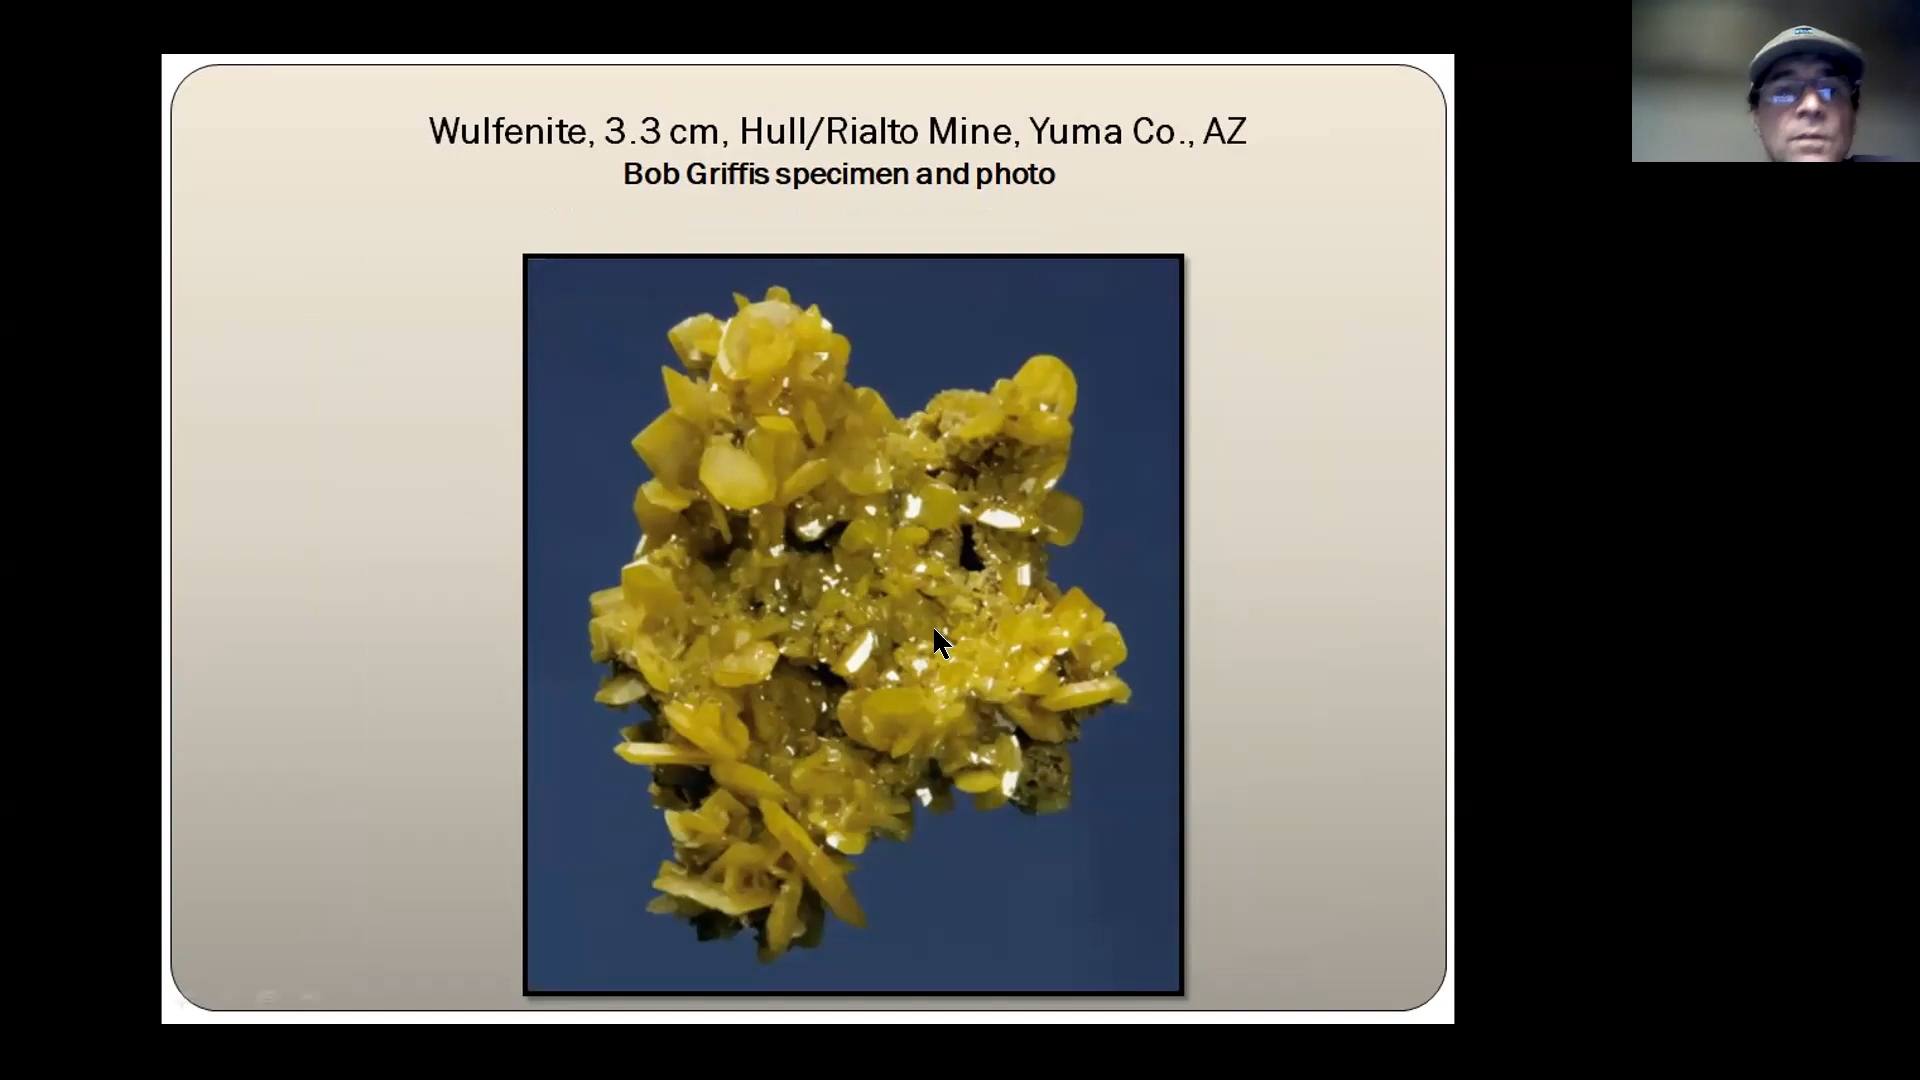 Wulfenite, 3.3 cm, Hull/Rialto Mine, Yuma Co., AZ
Bob Griffis specimen and photo